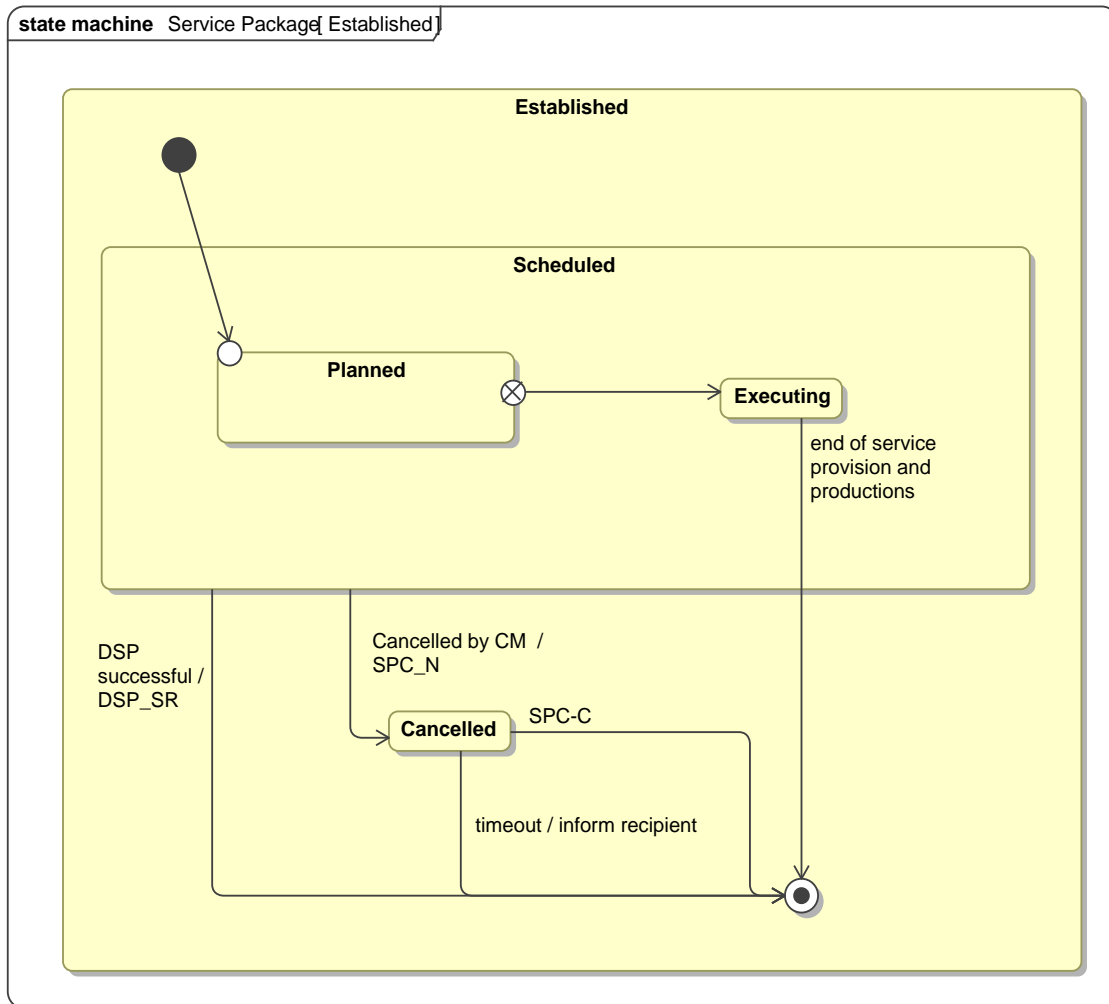 state machine Service Package[ Established]
Established
Scheduled
Planned
Executing
end of service
provision and
productions
DSP
successful /
DSP_SR
Cancelled by CM /
SPC_N
Cancelled
SPC-C
timeout / inform recipient